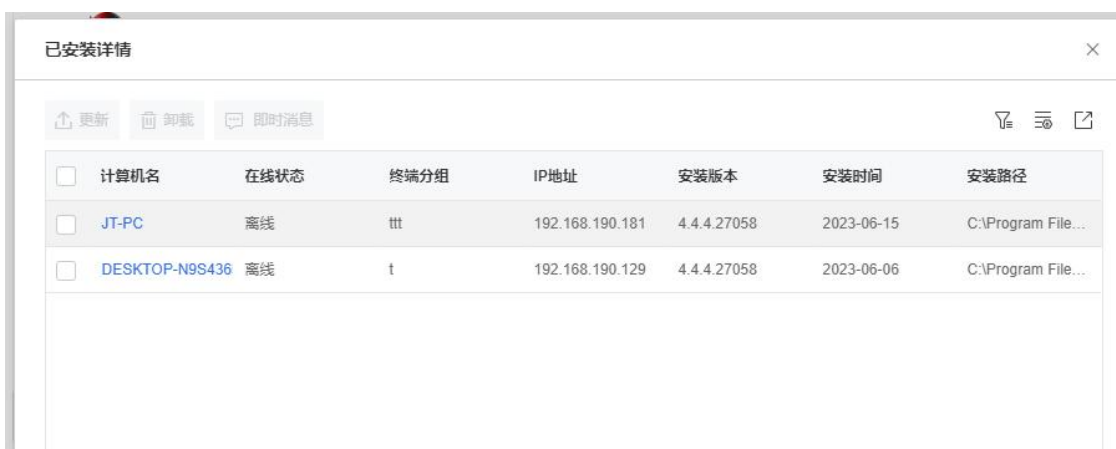 已安装详情
更新 卸载 即时消息
计算机名 在线状态 终端分组 IP地址 安装版本 安装时间 安装路径
JT-PC 离线 ttt 192.168.190.181 4.4.4.27058 2023-06-15 C:\Program File...
DESKTOP-N9S436 离线 t 192.168.190.129 4.4.4.27058 2023-06-06 C:\Program File...